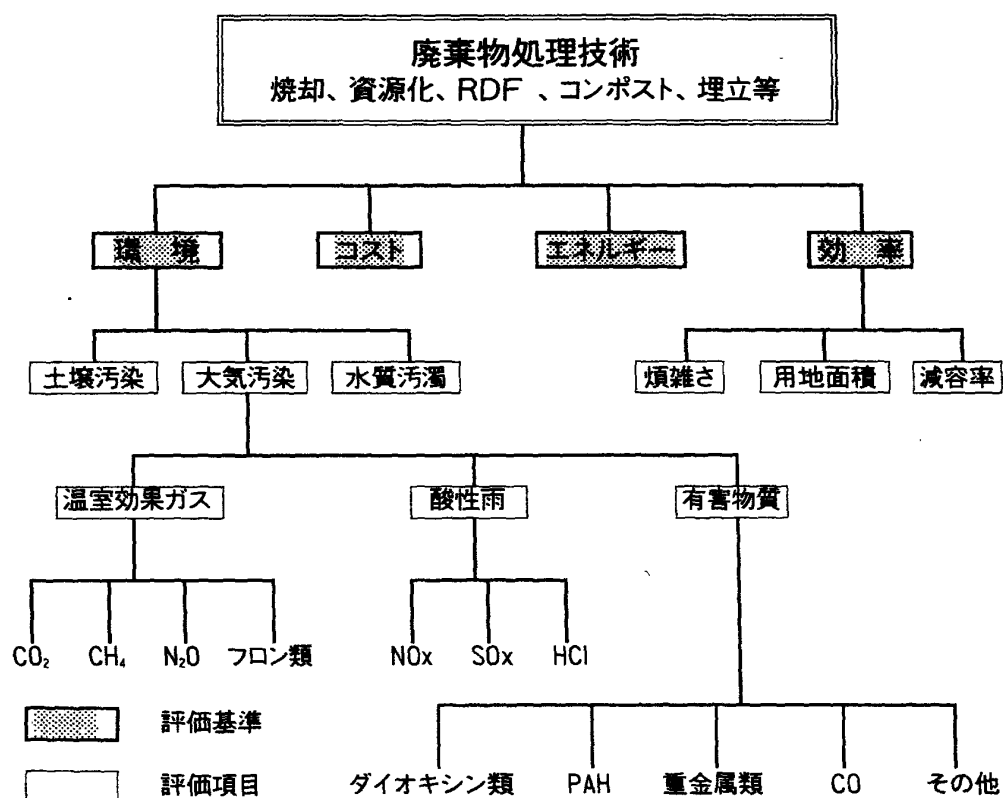 廃棄物処理技術
焼却、資源化、RDF 、コンポスト、埋立等
環 境 コスト エネルギー 効 率
土壌汚染 大気汚染 水質汚濁 煩雑さ 用地面積 減容率
温室効果ガス 酸性雨 有害物質
CO₂ CH₄ N₂O フロン類 NOx SOx HCl
評価基準
ダイオキシン類 PAH 重金属類 CO その他
評価項目